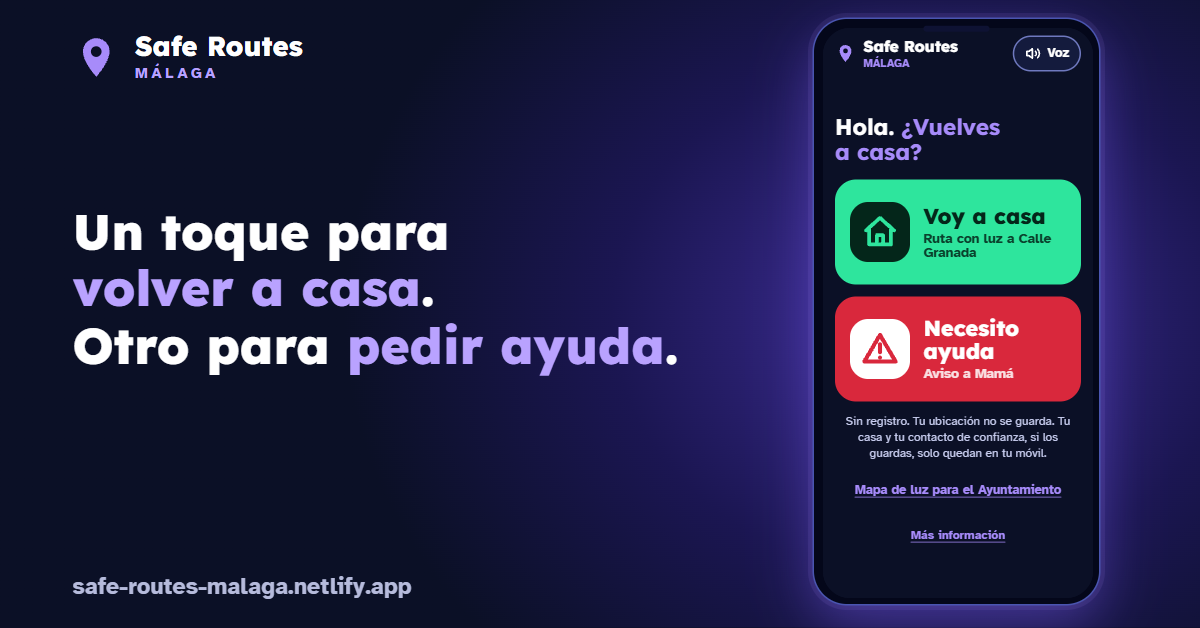 Safe Routes
MÁLAGA
Un toque para
volver a casa.
Otro para pedir ayuda.
safe-routes-malaga.netlify.app
Safe Routes
MÁLAGA
Voz
Hola. ¿Vuelves
a casa?
Voy a casa
Ruta con luz a Calle
Granada
Necesito
ayuda
Aviso a Mamá
Sin registro. Tu ubicación no se guarda. Tu
casa y tu contacto de confianza, si los
guardas, solo quedan en tu móvil.
Mapa de luz para el Ayuntamiento
Más información